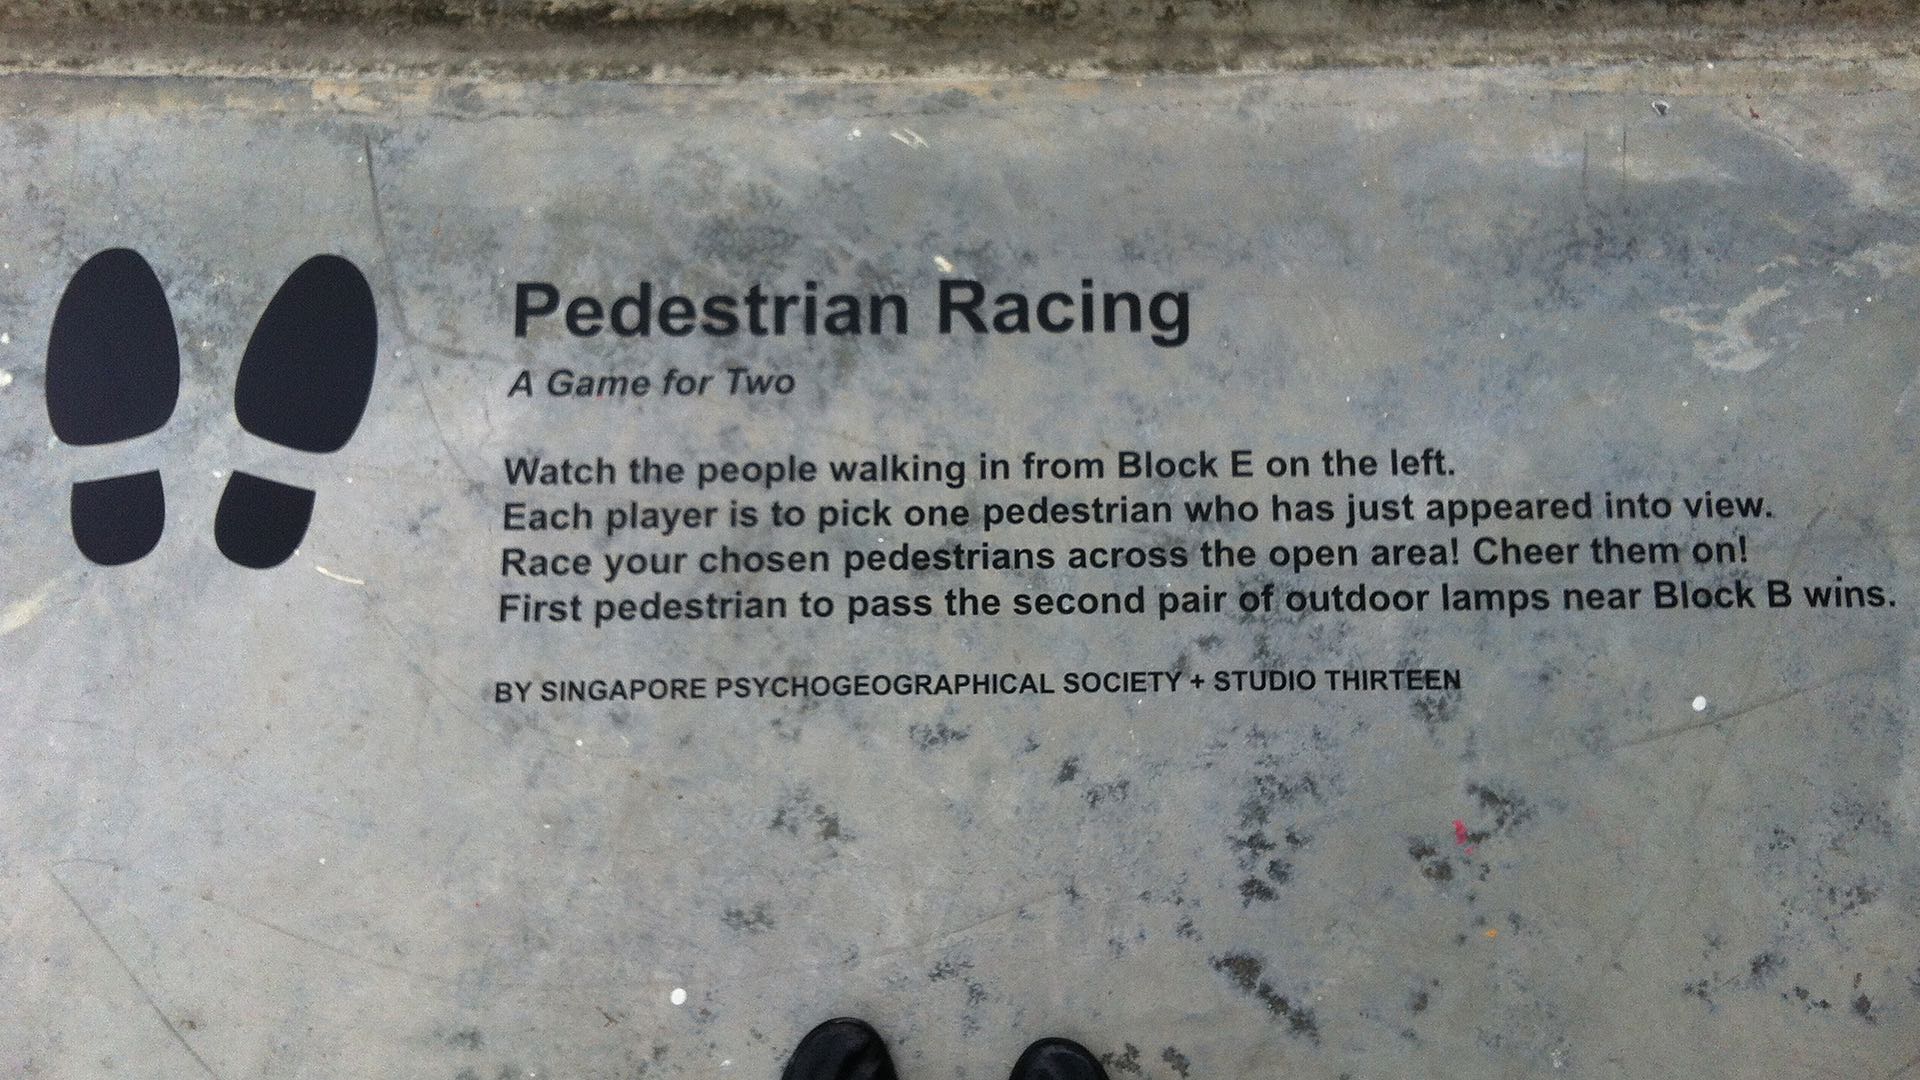 Pedestrian Racing
A Game for Two
Watch the people walking in from Block E on the left.
Each player is to pick one pedestrian who has just appeared into view.
Race your chosen pedestrians across the open area! Cheer them on!
First pedestrian to pass the second pair of outdoor lamps near Block B wins.
BY SINGAPORE PSYCHOGEOGRAPHICAL SOCIETY + STUDIO THIRTEEN